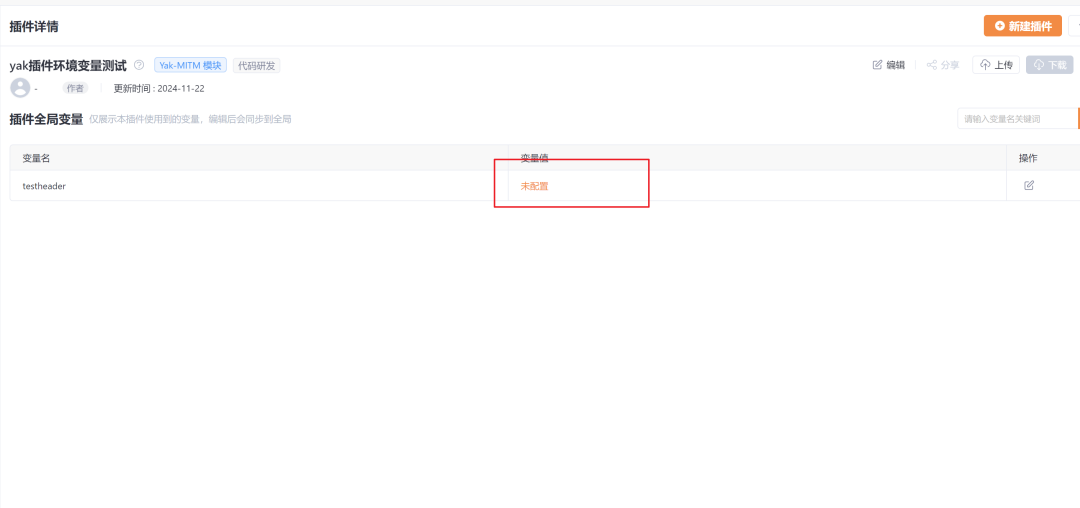 插件详情
新建插件
yak插件环境变量测试 Yak-MITM 模块 代码研发
编辑 分享 上传 下载
- 作者 更新时间 : 2024-11-22
插件全局变量 仅展示本插件使用到的变量，编辑后会同步到全局
请输入变量名关键词
变量名 变量值 操作
testheader 未配置